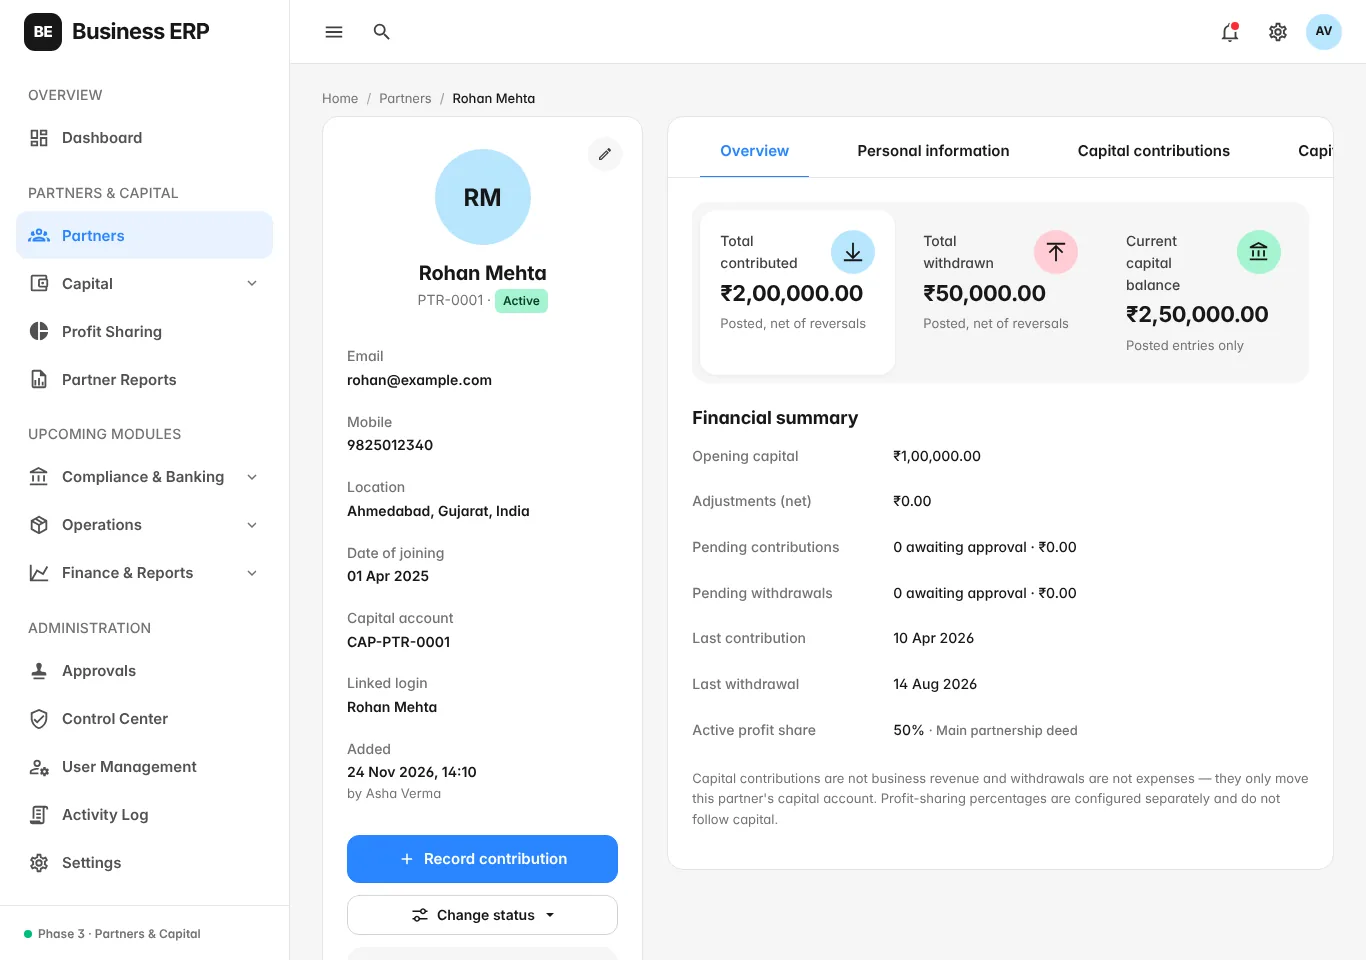 BE Business ERP
OVERVIEW
Dashboard
PARTNERS & CAPITAL
Partners
Capital
Profit Sharing
Partner Reports
UPCOMING MODULES
Compliance & Banking
Operations
Finance & Reports
ADMINISTRATION
Approvals
Control Center
User Management
Activity Log
Settings
Phase 3 · Partners & Capital
AV
Home / Partners / Rohan Mehta
RM
Rohan Mehta
PTR-0001 · Active
Email
rohan@example.com
Mobile
9825012340
Location
Ahmedabad, Gujarat, India
Date of joining
01 Apr 2025
Capital account
CAP-PTR-0001
Linked login
Rohan Mehta
Added
24 Nov 2026, 14:10
by Asha Verma
+ Record contribution
Change status
Overview Personal information Capital contributions Capi
Total
contributed
₹2,00,000.00
Posted, net of reversals
Total
withdrawn
₹50,000.00
Posted, net of reversals
Current
capital
balance
₹2,50,000.00
Posted entries only
Financial summary
Opening capital ₹1,00,000.00
Adjustments (net) ₹0.00
Pending contributions 0 awaiting approval · ₹0.00
Pending withdrawals 0 awaiting approval · ₹0.00
Last contribution 10 Apr 2026
Last withdrawal 14 Aug 2026
Active profit share 50% · Main partnership deed
Capital contributions are not business revenue and withdrawals are not expenses — they only move
this partner's capital account. Profit-sharing percentages are configured separately and do not
follow capital.